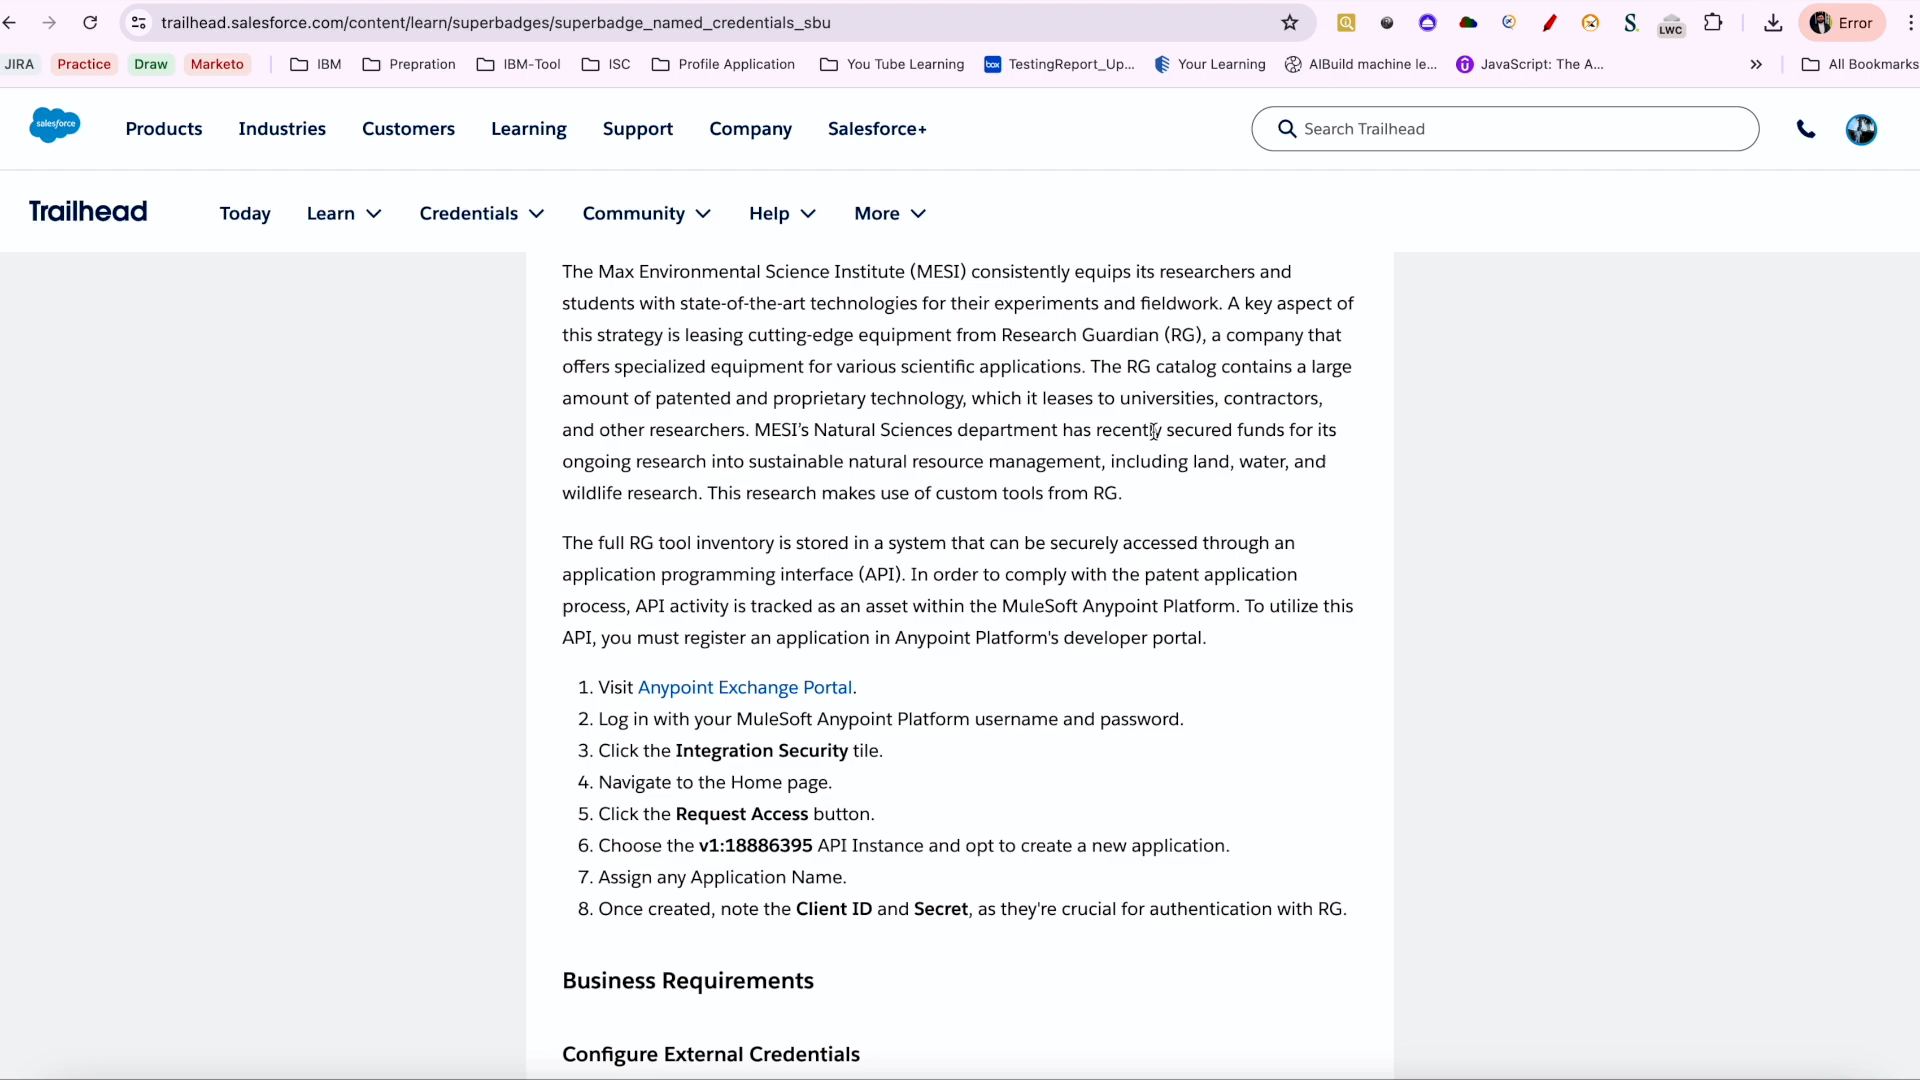 trailhead.salesforce.com/content/learn/superbadges/superbadge_named_credentials_sbu
S.
LWC
Error
JIRA
Practice
Draw
Marketo
IBM
Prepration
IBM-Tool
ISC
Profile Application
You Tube Learning
box
TestingReport_Up...
Your Learning
AIBuild machine le...
JavaScript: The A...
All Bookmarks
salesforce
Products
Industries
Customers
Learning
Support
Company
Salesforce+
Search Trailhead
Trailhead
Today
Learn
Credentials
Community
Help
More
The Max Environmental Science Institute (MESI) consistently equips its researchers and
students with state-of-the-art technologies for their experiments and fieldwork. A key aspect of
this strategy is leasing cutting-edge equipment from Research Guardian (RG), a company that
offers specialized equipment for various scientific applications. The RG catalog contains a large
amount of patented and proprietary technology, which it leases to universities, contractors,
and other researchers. MESI’s Natural Sciences department has recently secured funds for its
ongoing research into sustainable natural resource management, including land, water, and
wildlife research. This research makes use of custom tools from RG.
The full RG tool inventory is stored in a system that can be securely accessed through an
application programming interface (API). In order to comply with the patent application
process, API activity is tracked as an asset within the MuleSoft Anypoint Platform. To utilize this
API, you must register an application in Anypoint Platform's developer portal.
1. Visit Anypoint Exchange Portal.
2. Log in with your MuleSoft Anypoint Platform username and password.
3. Click the Integration Security tile.
4. Navigate to the Home page.
5. Click the Request Access button.
6. Choose the v1:18886395 API Instance and opt to create a new application.
7. Assign any Application Name.
8. Once created, note the Client ID and Secret, as they're crucial for authentication with RG.
Business Requirements
Configure External Credentials